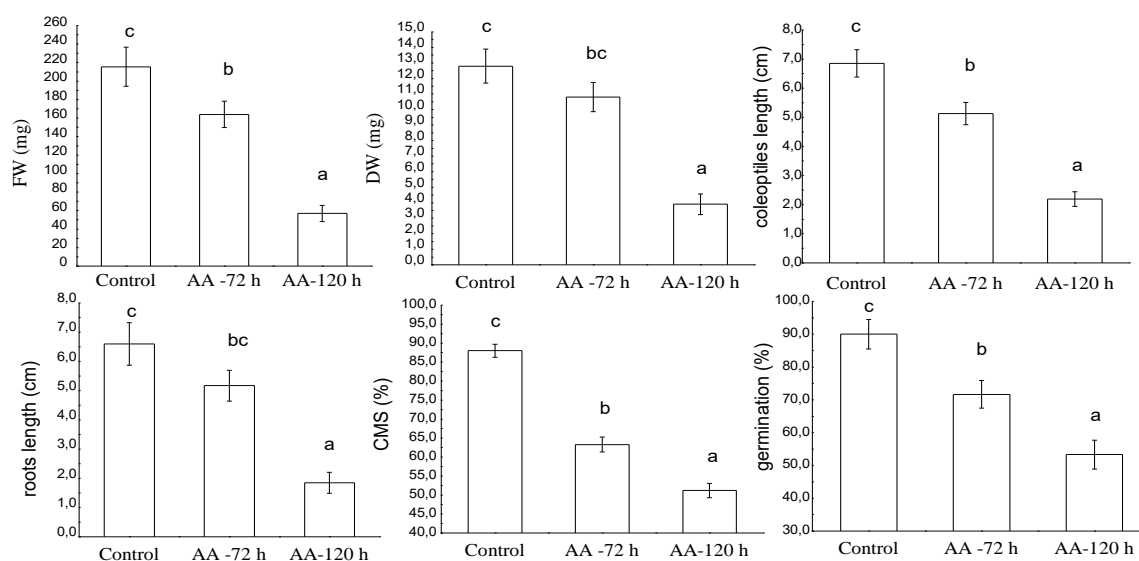 FW (mg)
260
240
220
200
180
160
140
120
100
80
60
40
20
0
c
b
a
Control
AA -72 h
AA-120 h
DW (mg)
15,0
14,0
13,0
12,0
11,0
10,0
9,0
8,0
7,0
6,0
5,0
4,0
3,0
2,0
1,0
0,0
c
bc
a
Control
AA -72 h
AA-120 h
coleoptiles length (cm)
8,0
7,0
6,0
5,0
4,0
3,0
2,0
1,0
0,0
c
b
a
Control
AA -72 h
AA-120 h
roots length (cm)
8,0
7,0
6,0
5,0
4,0
3,0
2,0
1,0
0,0
c
bc
a
Control
AA -72 h
AA-120 h
CMS (%)
100,0
95,0
90,0
85,0
80,0
75,0
70,0
65,0
60,0
55,0
50,0
45,0
40,0
c
b
a
Control
AA -72 h
AA-120 h
germination (%)
100,0
90,0
80,0
70,0
60,0
50,0
40,0
30,0
c
b
a
Control
AA -72 h
AA-120 h